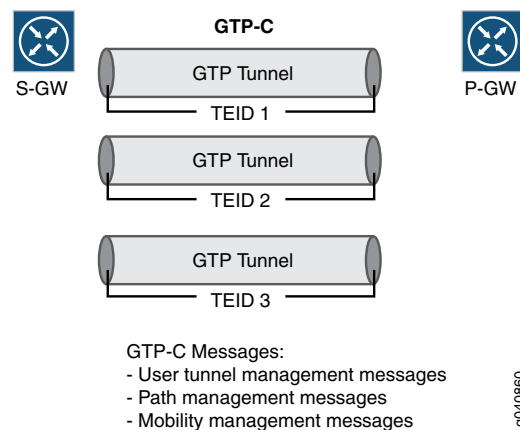 GTP-C
S-GW
P-GW
GTP Tunnel
TEID 1
GTP Tunnel
TEID 2
GTP Tunnel
TEID 3
GTP-C Messages:
- User tunnel management messages
- Path management messages
- Mobility management messages
g040860